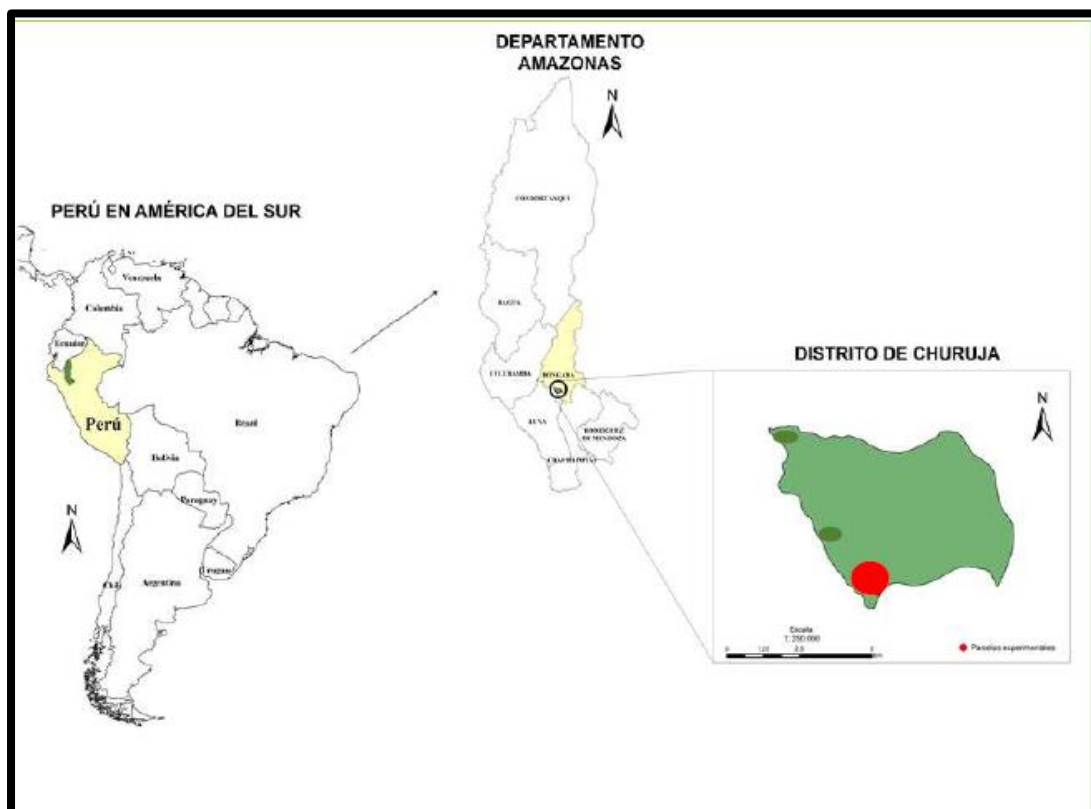 DEPARTAMENTO
AMAZONAS
N
CONDORCANQUI
PERÚ EN AMÉRICA DEL SUR
Venezuela
Colombia
Ecuador
Perú
Brazil
Bolivia
Paraguay
N
Uruguay
Chile
Argentina
BAGUA
UTCUBAMBA
BONGARA
LUYA
RODRIGUEZ
DE MENDOZA
CHACHAPOYAS
DISTRITO DE CHURUJA
N
Escala
1: 250 000
Parcelas experimentales